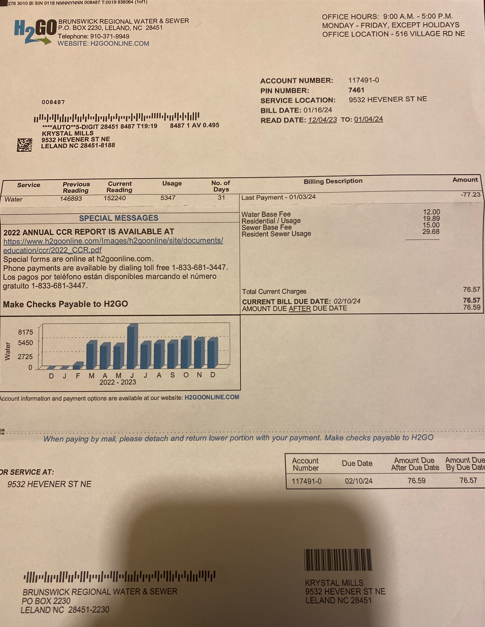 278 3010 BI SIN 0118 NNNNYNNN 008487 T:0019 936064 (1of1)
H2GO
BRUNSWICK REGIONAL WATER & SEWER
P.O. BOX 2230, LELAND, NC 28451
Telephone: 910-371-9949
WEBSITE: H2GOONLINE.COM
OFFICE HOURS: 9:00 A.M. - 5:00 P.M.
MONDAY - FRIDAY, EXCEPT HOLIDAYS
OFFICE LOCATION - 516 VILLAGE RD NE
ACCOUNT NUMBER: 117491-0
PIN NUMBER: 7461
SERVICE LOCATION: 9532 HEVENER ST NE
BILL DATE: 01/16/24
READ DATE: 12/04/23 TO: 01/04/24
008487
****AUTO**5-DIGIT 28451 8487 T19:19 8487 1 AV 0.495
KRYSTAL MILLS
9532 HEVENER ST NE
LELAND NC 28451-8188
Service Previous Reading Current Reading Usage No. of Days
Water 146893 152240 5347 31
Billing Description Amount
Last Payment - 01/03/24 -77.23
Water Base Fee 12.00
Residential / Usage 19.89
Sewer Base Fee 15.00
Resident Sewer Usage 29.68
Total Current Charges 76.57
CURRENT BILL DUE DATE: 02/10/24 76.57
AMOUNT DUE AFTER DUE DATE 76.59
SPECIAL MESSAGES
2022 ANNUAL CCR REPORT IS AVAILABLE AT
https://www.h2goonline.com/Images/h2goonline/site/documents/
education/ccr/2022_CCR.pdf
Special forms are online at h2goonline.com.
Phone payments are available by dialing toll free 1-833-681-3447.
Los pagos por teléfono están disponibles marcando el número
gratuito 1-833-681-3447.
Make Checks Payable to H2GO
Water
8175
5450
2725
0
D J F M A M J J A S O N D
2022 - 2023
Account information and payment options are available at our website: H2GOONLINE.COM
When paying by mail, please detach and return lower portion with your payment. Make checks payable to H2GO
OR SERVICE AT:
9532 HEVENER ST NE
Account Number Due Date Amount Due After Due Date Amount Due By Due Date
117491-0 02/10/24 76.59 76.57
BRUNSWICK REGIONAL WATER & SEWER
PO BOX 2230
LELAND NC 28451-2230
KRYSTAL MILLS
9532 HEVENER ST NE
LELAND NC 28451